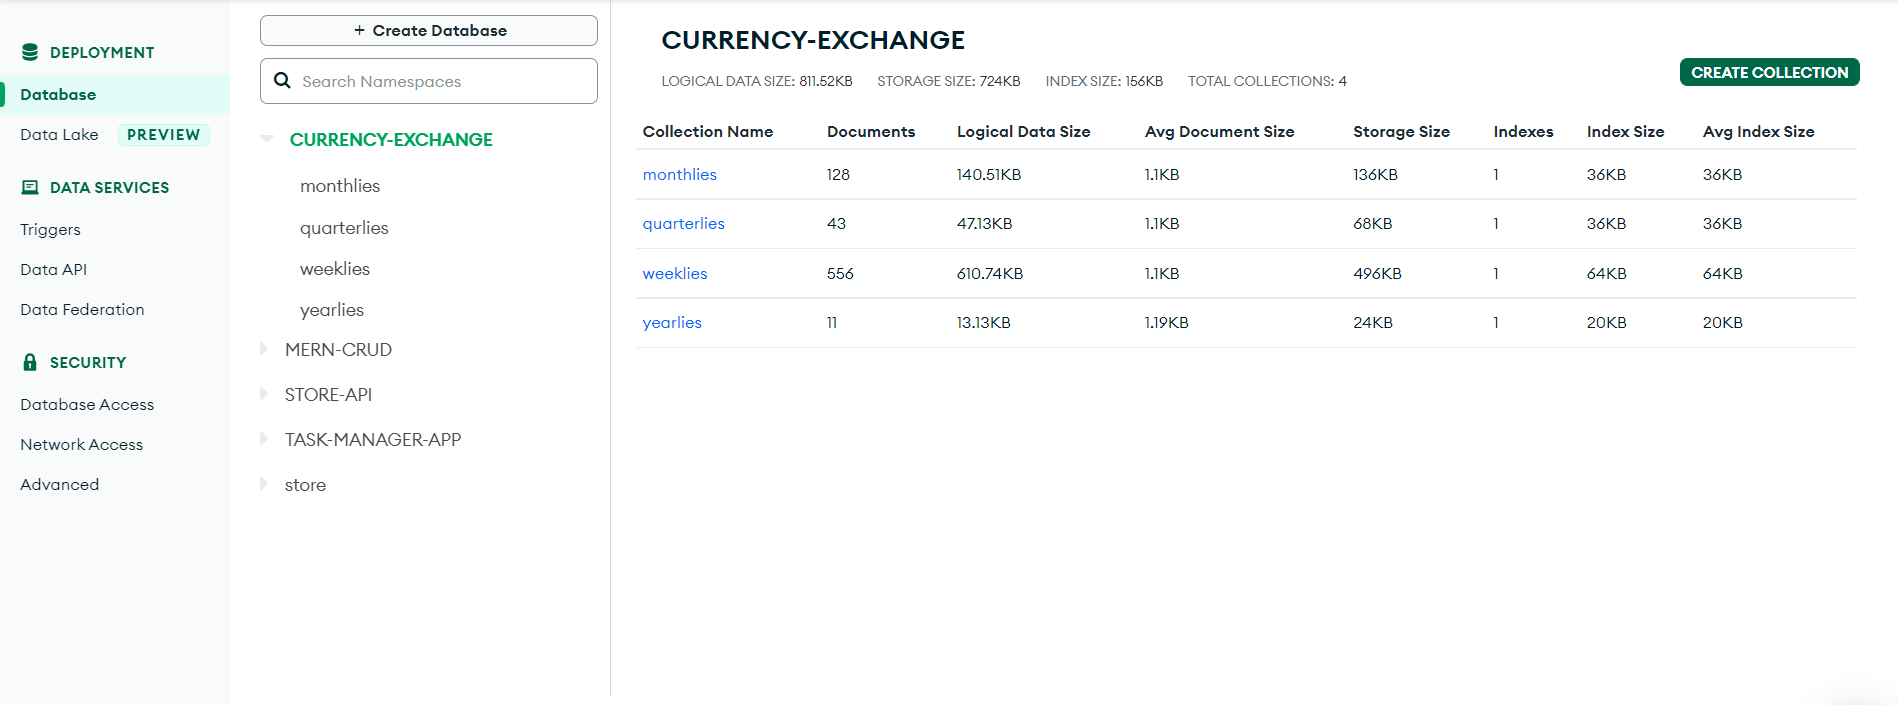 DEPLOYMENT
Database
Data Lake PREVIEW
DATA SERVICES
Triggers
Data API
Data Federation
SECURITY
Database Access
Network Access
Advanced
+ Create Database
Search Namespaces
CURRENCY-EXCHANGE
monthlies
quarterlies
weeklies
yearlies
MERN-CRUD
STORE-API
TASK-MANAGER-APP
store
CURRENCY-EXCHANGE
LOGICAL DATA SIZE: 811.52KB STORAGE SIZE: 724KB INDEX SIZE: 156KB TOTAL COLLECTIONS: 4
CREATE COLLECTION
Collection Name Documents Logical Data Size Avg Document Size Storage Size Indexes Index Size Avg Index Size
monthlies 128 140.51KB 1.1KB 136KB 1 36KB 36KB
quarterlies 43 47.13KB 1.1KB 68KB 1 36KB 36KB
weeklies 556 610.74KB 1.1KB 496KB 1 64KB 64KB
yearlies 11 13.13KB 1.19KB 24KB 1 20KB 20KB